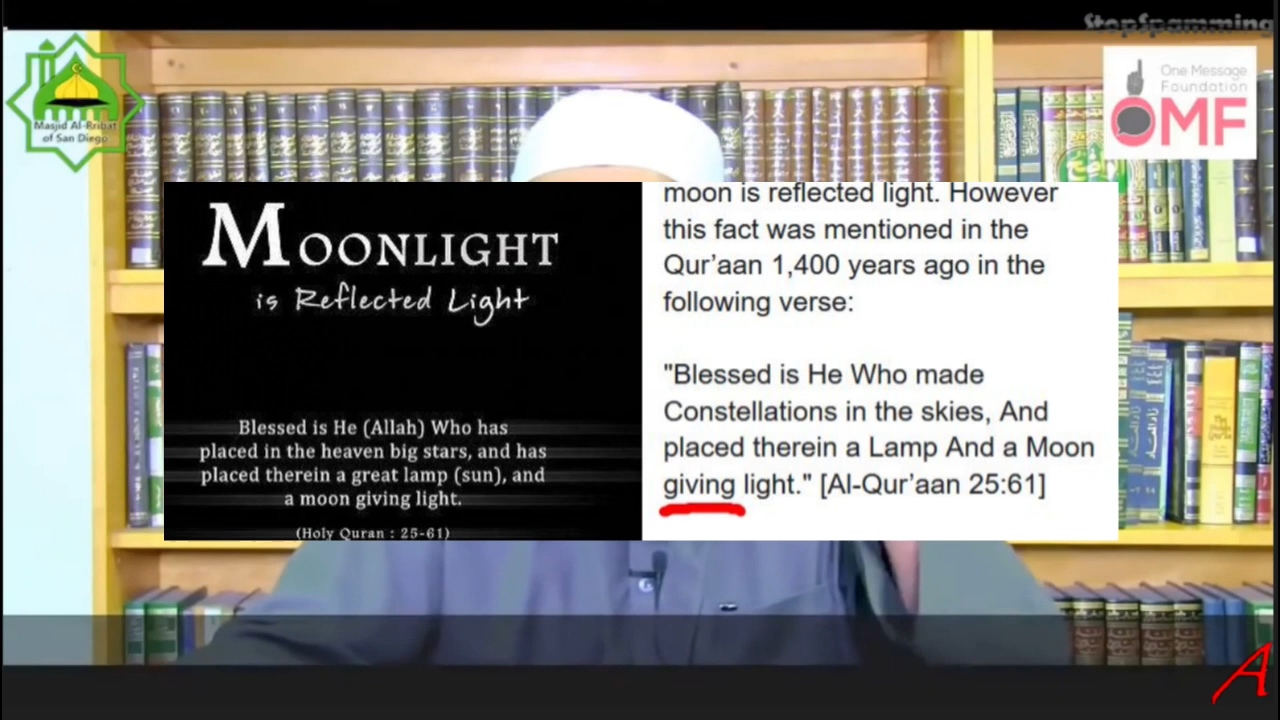 StopSpamming
Masjid Al-Rribat
of San Diego
One Message
Foundation
OMF
MOONLIGHT
is Reflected Light
Blessed is He (Allah) Who has
placed in the heaven big stars, and has
placed therein a great lamp (sun), and
a moon giving light.
(Holy Quran : 25-61)
moon is reflected light. However
this fact was mentioned in the
Qur’aan 1,400 years ago in the
following verse:
"Blessed is He Who made
Constellations in the skies, And
placed therein a Lamp And a Moon
giving light." [Al-Qur’aan 25:61]
A